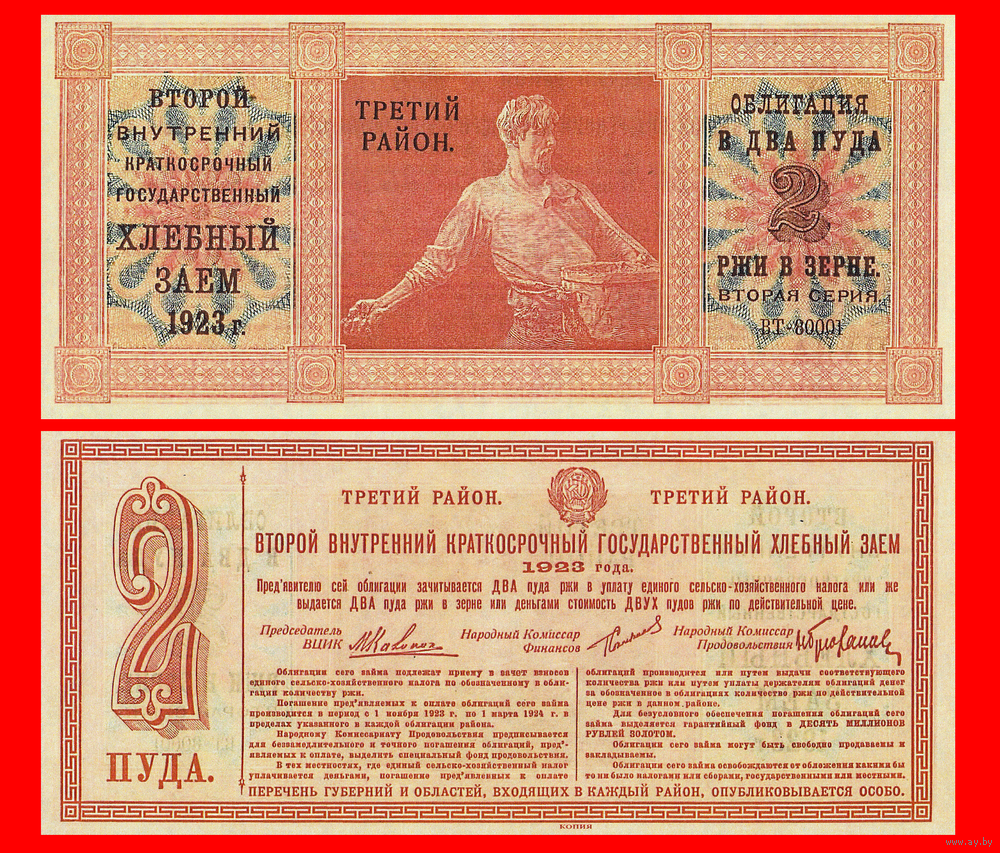 ВТОРОЙ
ВНУТРЕННИЙ
КРАТКОСРОЧНЫЙ
ГОСУДАРСТВЕННЫЙ
ХЛЕБНЫЙ
ЗАЕМ
1923 г.
ТРЕТИЙ
РАЙОН.
ОБЛИГАЦИЯ
В ДВА ПУДА
2
РЖИ В ЗЕРНЕ.
ВТОРАЯ СЕРИЯ.
ВТ-80001
2
ПУДА.
ТРЕТИЙ РАЙОН. ТРЕТИЙ РАЙОН.
ВТОРОЙ ВНУТРЕННИЙ КРАТКОСРОЧНЫЙ ГОСУДАРСТВЕННЫЙ ХЛЕБНЫЙ ЗАЕМ
1923 года.
Пред'явителю сей облигации зачитывается ДВА пуда ржи в уплату единого сельско-хозяйственного налога или же
выдается ДВА пуда ржи в зерне или деньгами стоимость ДВУХ пудов ржи по действительной цене.
Председатель
ВЦИК
Народный Комиссар
Финансов
Народный Комиссар
Продовольствия
Облигации сего займа подлежат приему в зачет взносов
единого сельско-хозяйственного налога по обозначенному в обли-
гации количеству ржи.
Погашение пред'являемых к оплате облигаций сего займа
производится в период с 1 ноября 1923 г. по 1 марта 1924 г. в
пределах указанного в каждой облигации района.
Народному Комиссариату Продовольствия предписывается
для беззамедлительного и точного погашения облигаций, пред'-
являемых к оплате, выделить специальный фонд продовольствия.
В тех местностях, где единый сельско-хозяйственный налог
уплачивается деньгами, погашение пред'явленных к оплате
облигаций производится или путем выдачи соответствующего
количества ржи или путем уплаты держателям облигаций денег
за обозначенное в облигациях количество ржи по действительной
цене ржи в данном районе.
Для безусловного обеспечения погашения облигаций сего
займа выделяется гарантийный фонд в ДЕСЯТЬ МИЛЛИОНОВ
РУБЛЕЙ ЗОЛОТОМ.
Облигации сего займа могут быть свободно продаваемы и
закладываемы.
Облигации сего займа освобождаются от обложения какими бы
то ни было налогами или сборами, государственными или местными.
ПЕРЕЧЕНЬ ГУБЕРНИЙ И ОБЛАСТЕЙ, ВХОДЯЩИХ В КАЖДЫЙ РАЙОН, ОПУБЛИКОВЫВАЕТСЯ ОСОБО.
КОПИЯ
www.ay.by